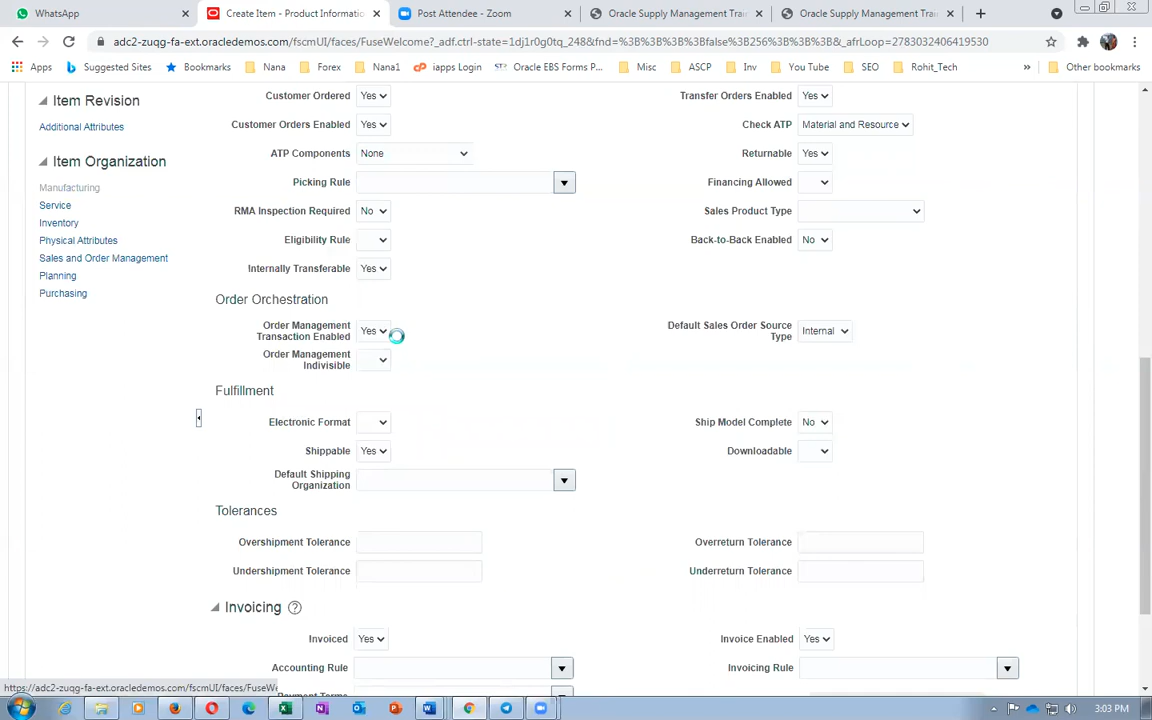 WhatsApp × Create Item - Product Informatio × Post Attendee - Zoom × Oracle Supply Management Trai × Oracle Supply Management Trai ×
adc2-zuqg-fa-ext.oracledemos.com/fscmUI/faces/FuseWelcome?_adf.ctrl-state=1dj1r0g0tq_248&fnd=%3B%3B%3B%3Bfalse%3B256%3B%3B%3B&_afrLoop=2783032406419530
Apps Suggested Sites Bookmarks Nana Forex Nana1 iapps Login Oracle EBS Forms P... Misc ASCP Inv You Tube SEO Rohit_Tech » Other bookmarks
Item Revision
Additional Attributes
Item Organization
Manufacturing
Service
Inventory
Physical Attributes
Sales and Order Management
Planning
Purchasing
Customer Ordered Yes Transfer Orders Enabled Yes
Customer Orders Enabled Yes Check ATP Material and Resource
ATP Components None Returnable Yes
Picking Rule Financing Allowed
RMA Inspection Required No Sales Product Type
Eligibility Rule Back-to-Back Enabled No
Internally Transferable Yes
Order Orchestration
Order Management Transaction Enabled Yes Default Sales Order Source Type Internal
Order Management Indivisible
Fulfillment
Electronic Format Ship Model Complete No
Shippable Yes Downloadable
Default Shipping Organization
Tolerances
Overshipment Tolerance Overreturn Tolerance
Undershipment Tolerance Underreturn Tolerance
Invoicing ?
Invoiced Yes Invoice Enabled Yes
Accounting Rule Invoicing Rule
Payment Terms
https://adc2-zuqg-fa-ext.oracledemos.com/fscmUI/faces/FuseWe
3:03 PM